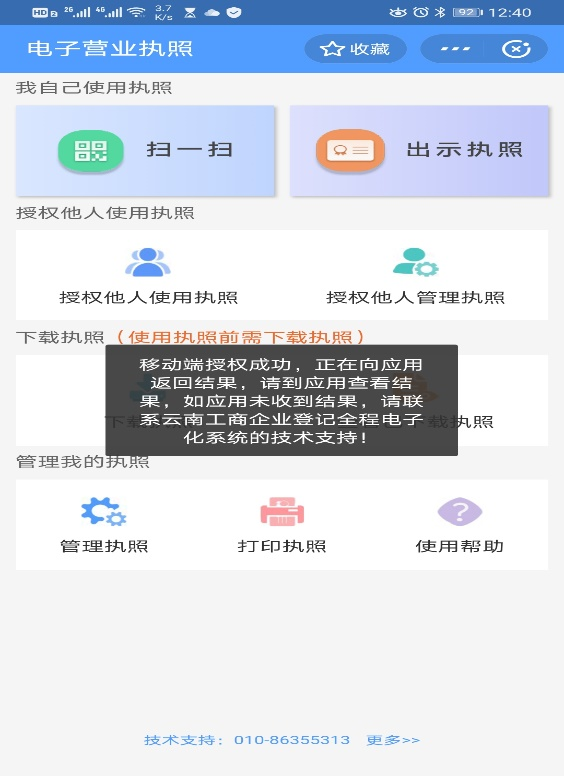 HD 2 2G 4G 3.7 K/s 92 12:40
电子营业执照 收藏
我自己使用执照
扫一扫 出示执照
授权他人使用执照
授权他人使用执照 授权他人管理执照
下载执照（使用执照前需下载执照）
移动端授权成功，正在向应用
返回结果，请到应用查看结
果，如应用未收到结果，请联
系云南工商企业登记全程电子
化系统的技术支持！
下载执照
管理我的执照
管理执照 打印执照 使用帮助
技术支持：010-86355313 更多>>